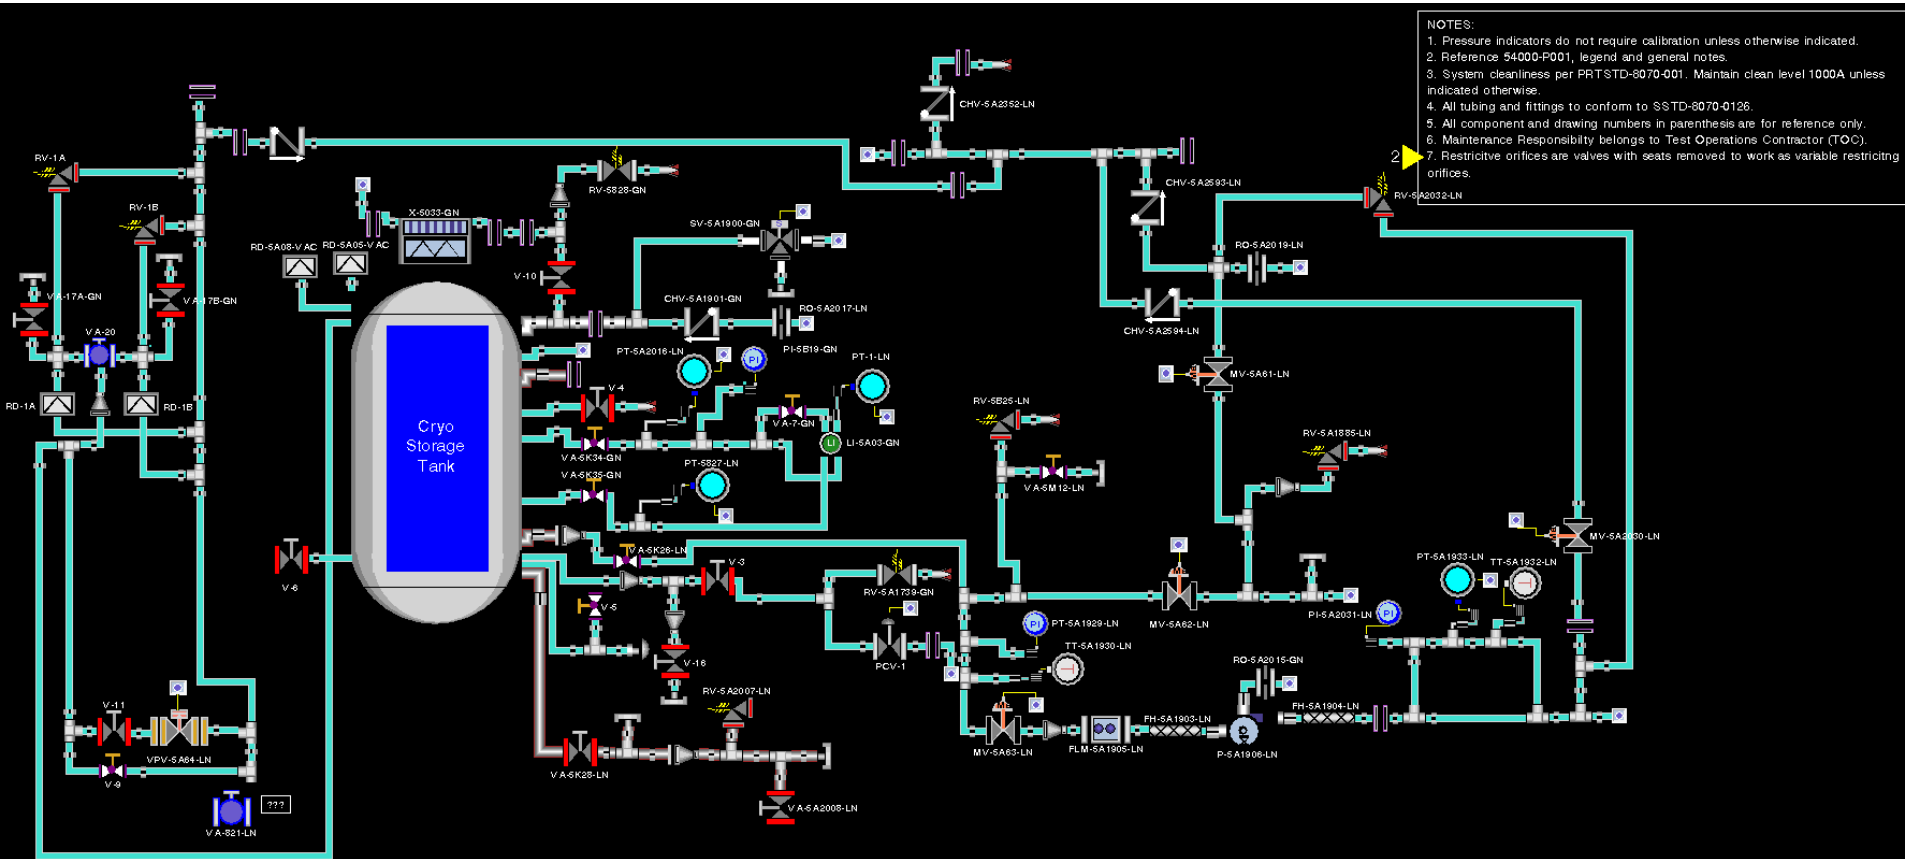 NOTES:
1. Pressure indicators do not require calibration unless otherwise indicated.
2. Reference 54000-P001, legend and general notes.
3. System cleanliness per PRTSTD-8070-001. Maintain clean level 1000A unless
indicated otherwise.
4. All tubing and fittings to conform to SSTD-8070-0126.
5. All component and drawing numbers in parenthesis are for reference only.
6. Maintenance Responsibilty belongs to Test Operations Contractor (TOC).
2
7. Restricitve orifices are valves with seats removed to work as variable restricitng
orifices.
CHV-5A2352-LN
RV-1A
RV-5828-GN
CHV-5A2593-LN
RV-5A2032-LN
RV-1B
X-5033-GN
SV-5A1900-GN
S
RD-5A08-VAC
RD-5A05-VAC
RO-5A2019-LN
V-10
VA-17A-GN
VA-17B-GN
CHV-5A1901-GN
RO-5A2017-LN
VA-20
CHV-5A2594-LN
PT-5A2016-LN
PI-5B19-GN
PI
PT-1-LN
MV-5A61-LN
V-4
RD-1A
RD-1B
RV-5B25-LN
VA-7-GN
Cryo
Storage
Tank
LI
LI-5A03-GN
RV-5A1885-LN
VA-5K34-GN
PT-5827-LN
VA-5K35-GN
VA-5M12-LN
MV-5A2030-LN
VA-5K26-LN
V-3
PT-5A1933-LN
TT-5A1932-LN
T
V-6
RV-5A1739-GN
V-5
PI-5A2031-LN
PI
MV-5A62-LN
PI
PT-5A1929-LN
TT-5A1930-LN
T
V-16
PCV-1
RO-5A2015-GN
RV-5A2007-LN
V-11
FH-5A1903-LN
FH-5A1904-LN
MV-5A63-LN
FLM-5A1905-LN
P-5A1906-LN
VPV-5A64-LN
VA-5K28-LN
V-9
???
VA-5A2008-LN
VA-821-LN